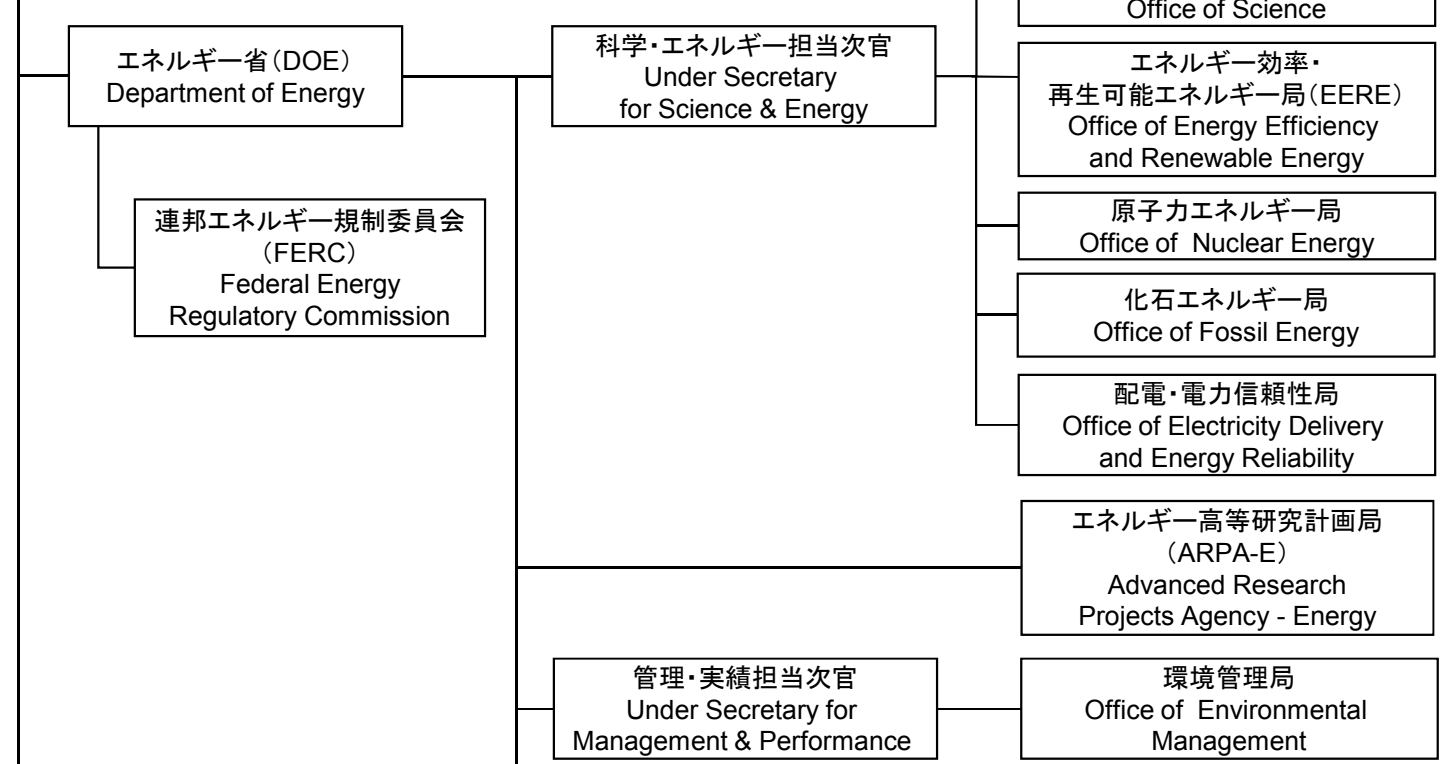 Office of Science
エネルギー省（DOE）
Department of Energy
科学・エネルギー担当次官
Under Secretary
for Science & Energy
エネルギー効率・
再生可能エネルギー局（EERE）
Office of Energy Efficiency
and Renewable Energy
連邦エネルギー規制委員会
（FERC）
Federal Energy
Regulatory Commission
原子力エネルギー局
Office of Nuclear Energy
化石エネルギー局
Office of Fossil Energy
配電・電力信頼性局
Office of Electricity Delivery
and Energy Reliability
エネルギー高等研究計画局
（ARPA-E）
Advanced Research
Projects Agency - Energy
管理・実績担当次官
Under Secretary for
Management & Performance
環境管理局
Office of Environmental
Management